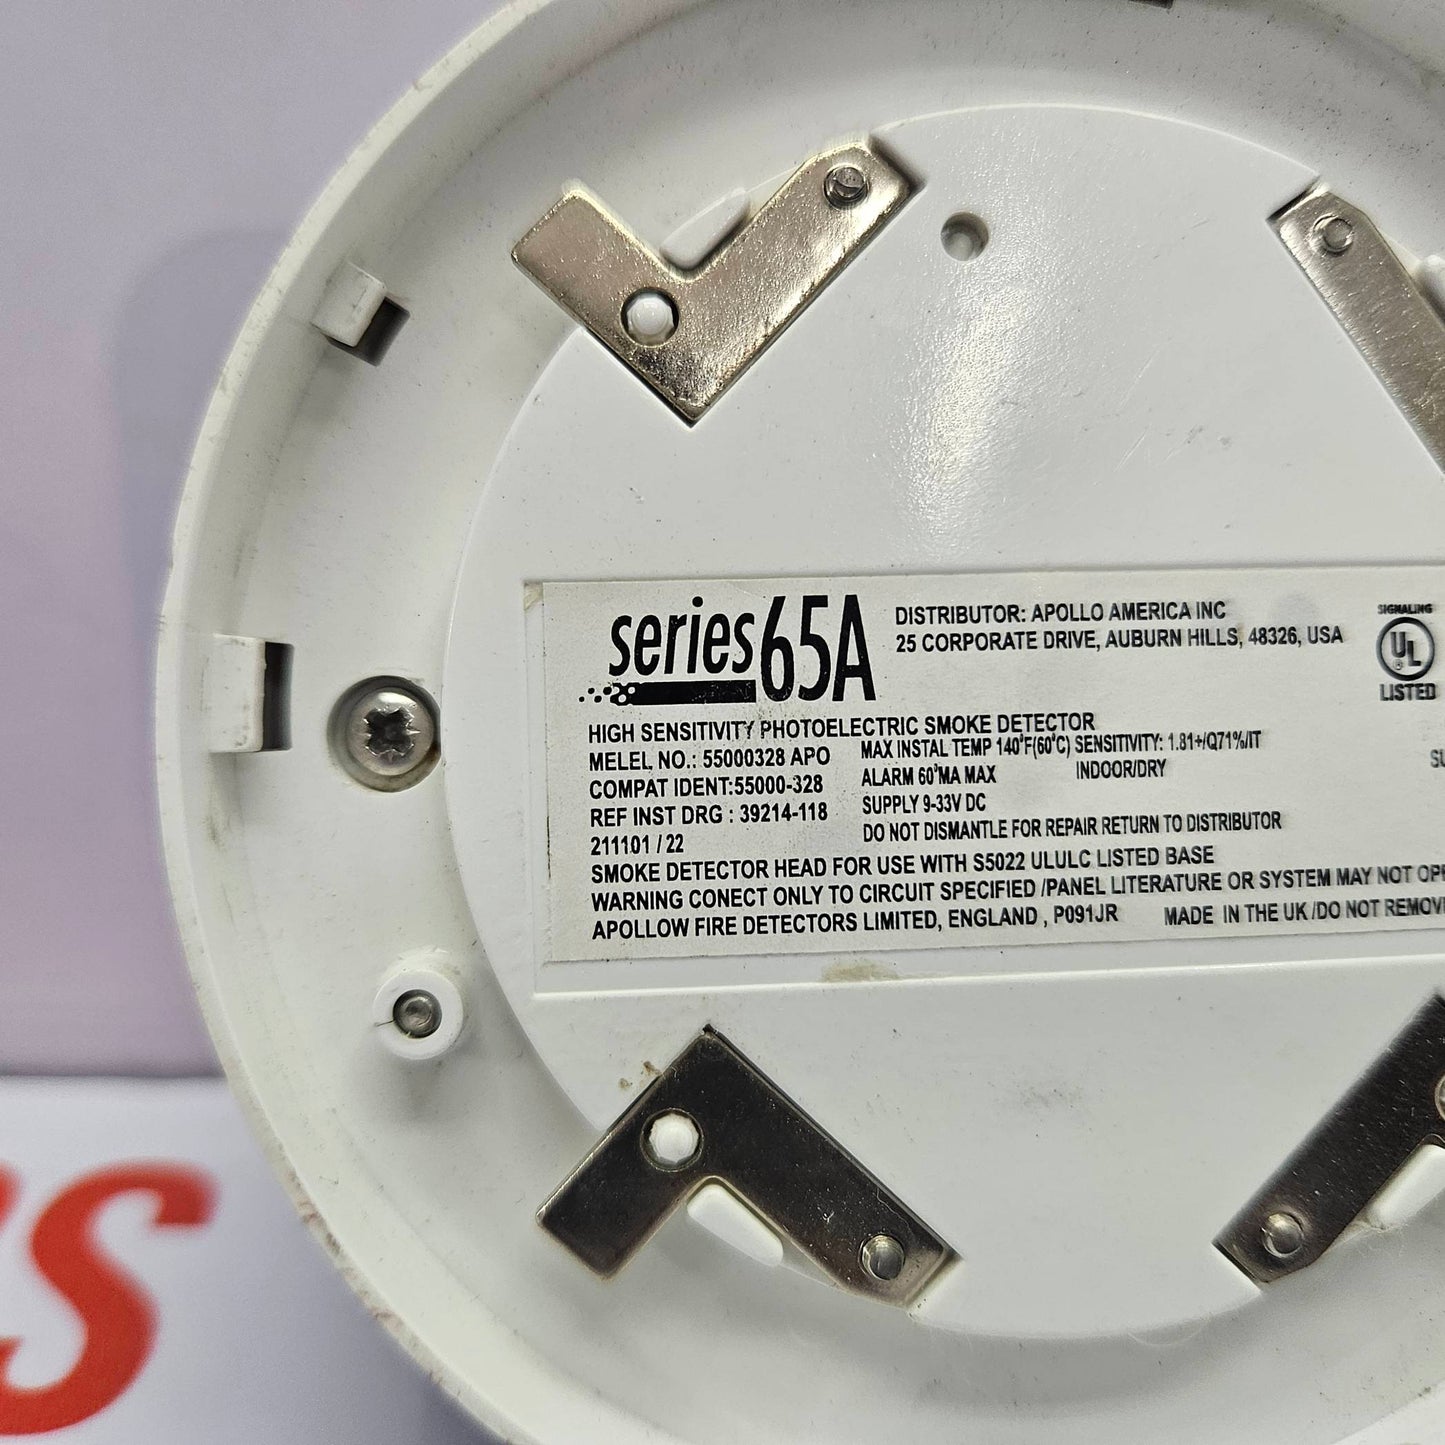 series65A
DISTRIBUTOR: APOLLO AMERICA INC
25 CORPORATE DRIVE, AUBURN HILLS, 48326, USA
SIGNALING
UL
LISTED
HIGH SENSITIVITY PHOTOELECTRIC SMOKE DETECTOR
MELEL NO.: 55000328 APO
COMPAT IDENT:55000-328
REF INST DRG : 39214-118
211101 / 22
MAX INSTAL TEMP 140°F(60°C) SENSITIVITY: 1.81+/Q71%/IT
ALARM 60°MA MAX INDOOR/DRY
SUPPLY 9-33V DC
DO NOT DISMANTLE FOR REPAIR RETURN TO DISTRIBUTOR
SMOKE DETECTOR HEAD FOR USE WITH S5022 ULULC LISTED BASE
WARNING CONECT ONLY TO CIRCUIT SPECIFIED /PANEL LITERATURE OR SYSTEM MAY NOT OPE
APOLLOW FIRE DETECTORS LIMITED, ENGLAND , P091JR MADE IN THE UK /DO NOT REMOV
S